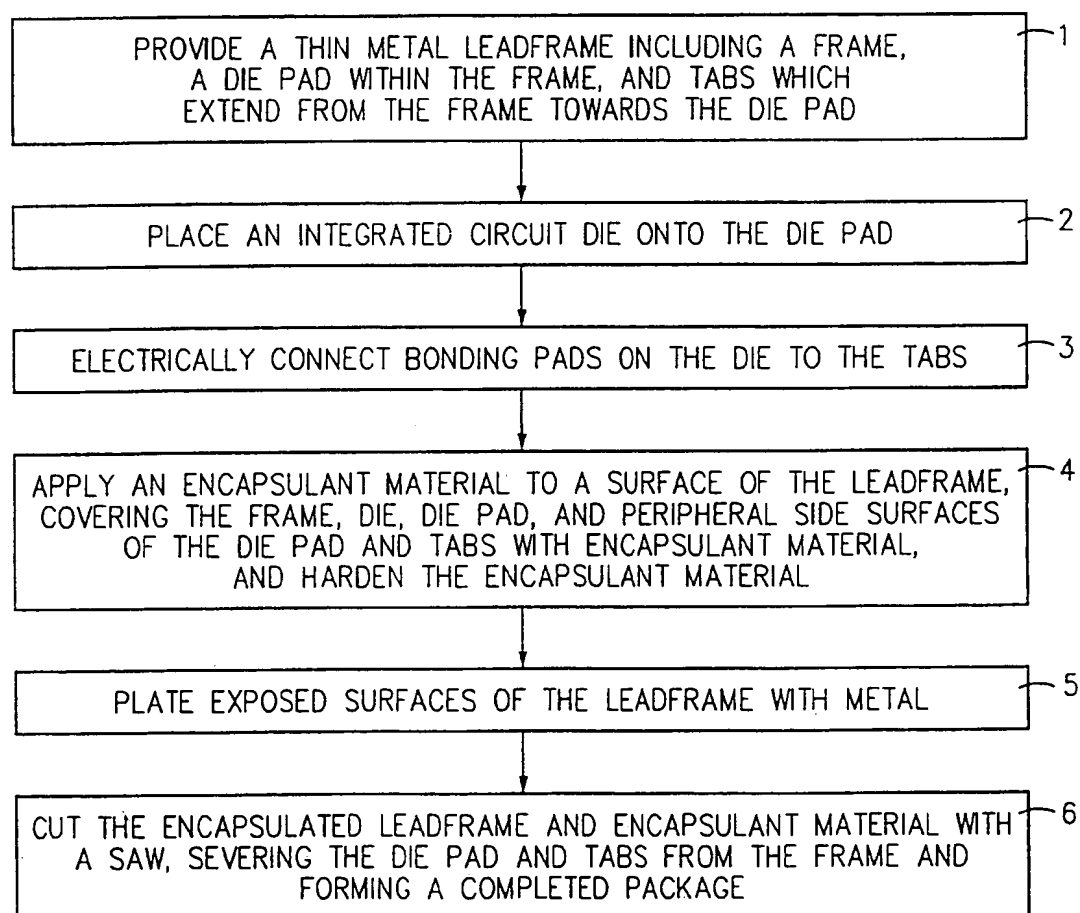 PROVIDE A THIN METAL LEADFRAME INCLUDING A FRAME,
A DIE PAD WITHIN THE FRAME, AND TABS WHICH
EXTEND FROM THE FRAME TOWARDS THE DIE PAD
1
PLACE AN INTEGRATED CIRCUIT DIE ONTO THE DIE PAD
2
ELECTRICALLY CONNECT BONDING PADS ON THE DIE TO THE TABS
3
APPLY AN ENCAPSULANT MATERIAL TO A SURFACE OF THE LEADFRAME,
COVERING THE FRAME, DIE, DIE PAD, AND PERIPHERAL SIDE SURFACES
OF THE DIE PAD AND TABS WITH ENCAPSULANT MATERIAL,
AND HARDEN THE ENCAPSULANT MATERIAL
4
PLATE EXPOSED SURFACES OF THE LEADFRAME WITH METAL
5
CUT THE ENCAPSULATED LEADFRAME AND ENCAPSULANT MATERIAL WITH
A SAW, SEVERING THE DIE PAD AND TABS FROM THE FRAME AND
FORMING A COMPLETED PACKAGE
6